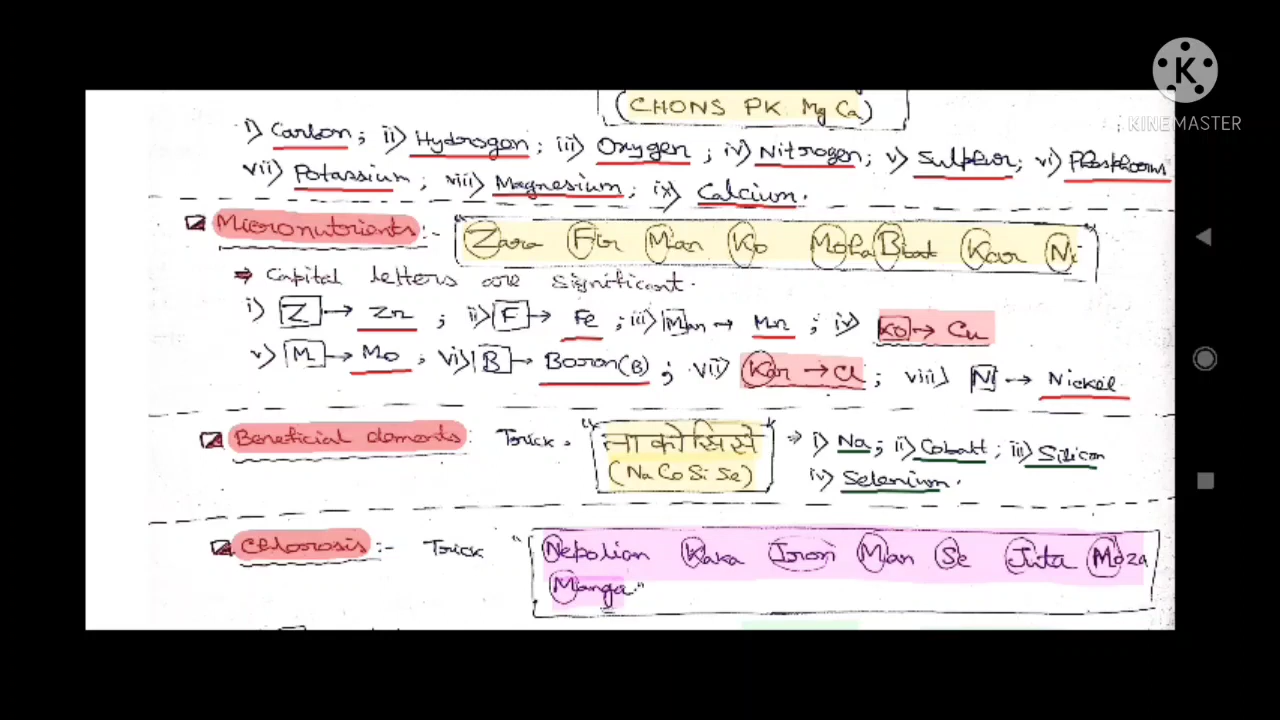 (CHONS PK Mg Ca)
KINEMASTER
i) Carbon; ii) Hydrogen; iii) Oxygen; iv) Nitrogen; v) Sulphur; vi) Phosphorus
vii) Potassium; viii) Magnesium; ix) Calcium.
Micronutrients:- "Zara Fir Man Ko MohaBbat Kar Ni"
⇒ Capital letters are significant.
i) Z → Zn; ii) F → Fe; iii) Man → Mn; iv) KO → Cu
v) M → Mo; vi) B → Boron(B); vii) Kar → Cl; viii) Ni → Nickel
Beneficial elements: Trick - "ना को सि से ⇒ i) Na; ii) Cobalt; iii) Silicon
(Na Co Si Se) iv) Selenium.
Chlorosis:- Trick "Nepolian Kaka Iron Man Se Juta Moza
Manga"